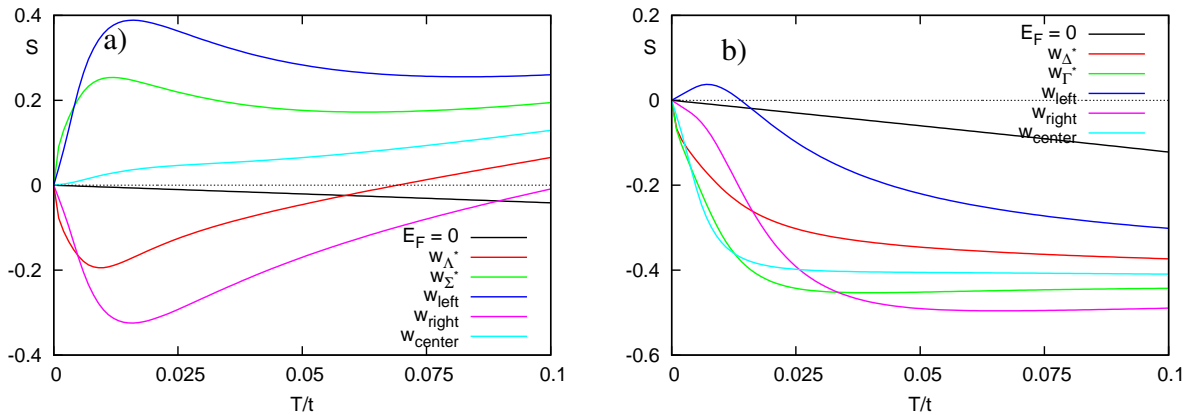 a)
S
0.4
0.2
0
-0.2
-0.4
E_F = 0
w_Λ*
w_Σ*
w_left
w_right
w_center
0
0.025
0.05
0.075
0.1
T/t
b)
S
0.2
0
-0.2
-0.4
-0.6
E_F = 0
w_Δ*
w_Γ*
w_left
w_right
w_center
0
0.025
0.05
0.075
0.1
T/t